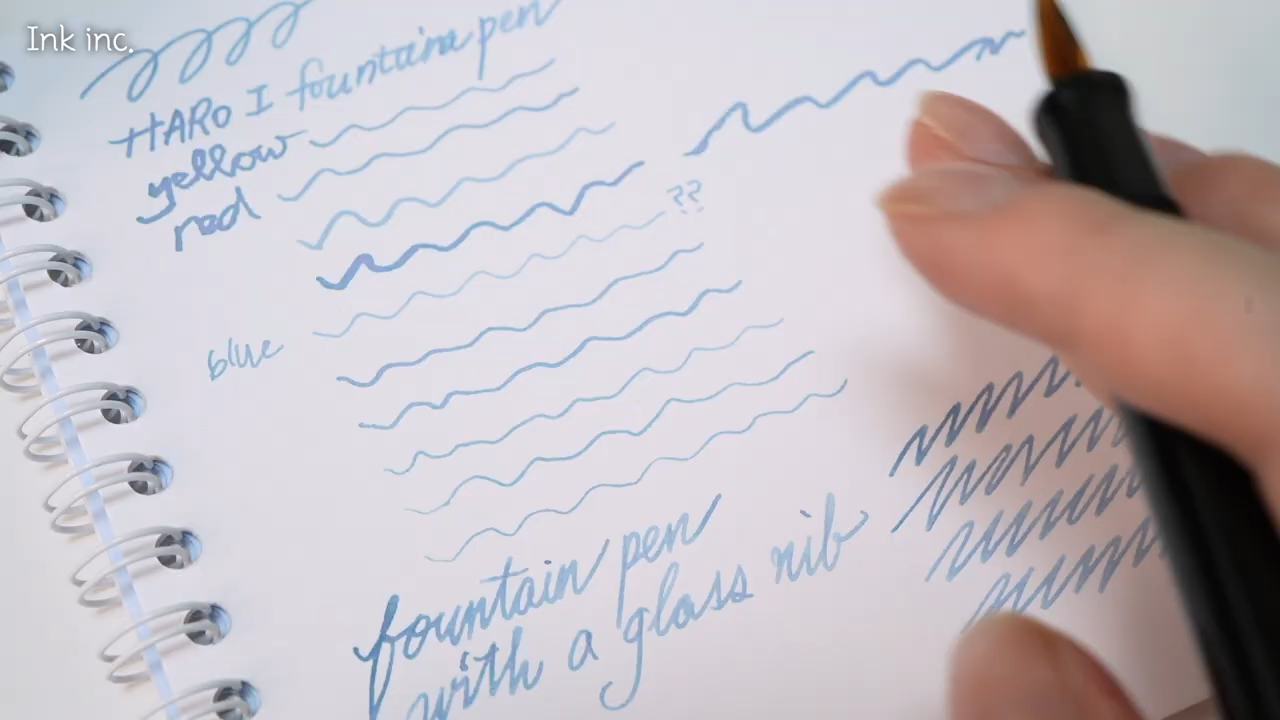 Ink inc.
HARO I fountain pen
yellow
red
??
blue
fountain pen
with a glass nib